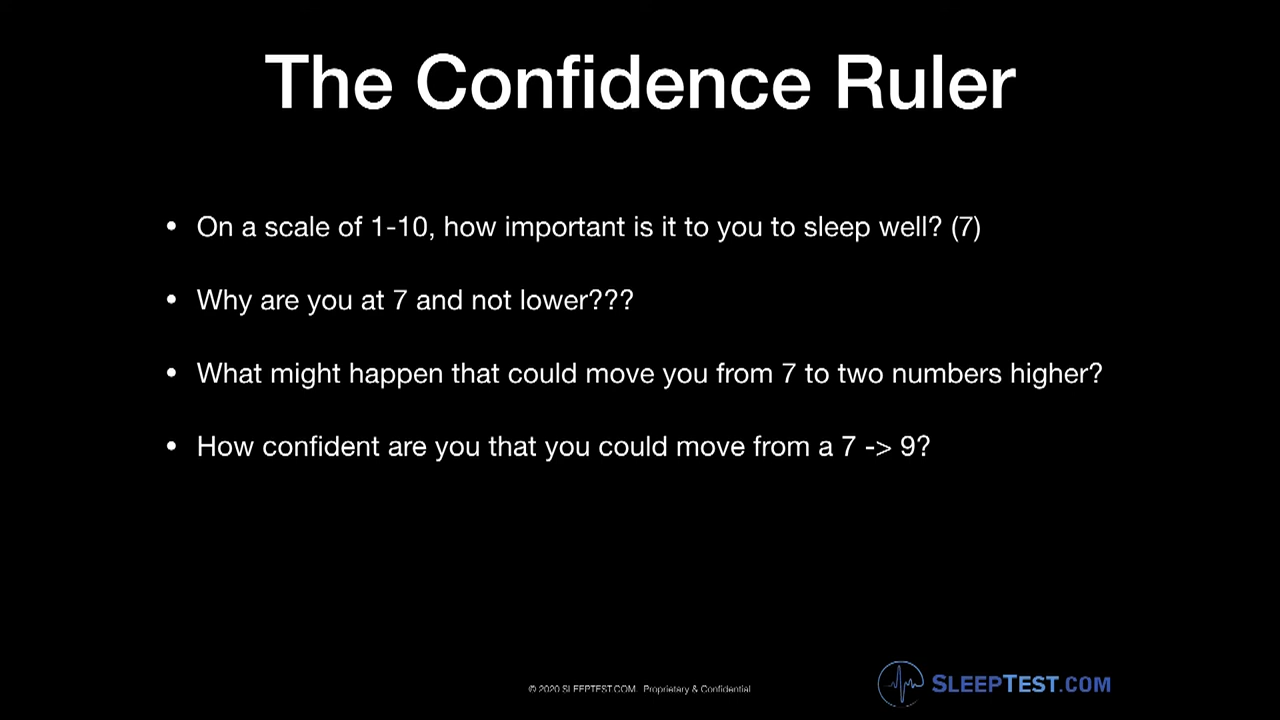 The Confidence Ruler
• On a scale of 1-10, how important is it to you to sleep well? (7)
• Why are you at 7 and not lower???
• What might happen that could move you from 7 to two numbers higher?
• How confident are you that you could move from a 7 -> 9?
© 2020 SLEEPTEST.COM. Proprietary & Confidential
SLEEPTEST.COM